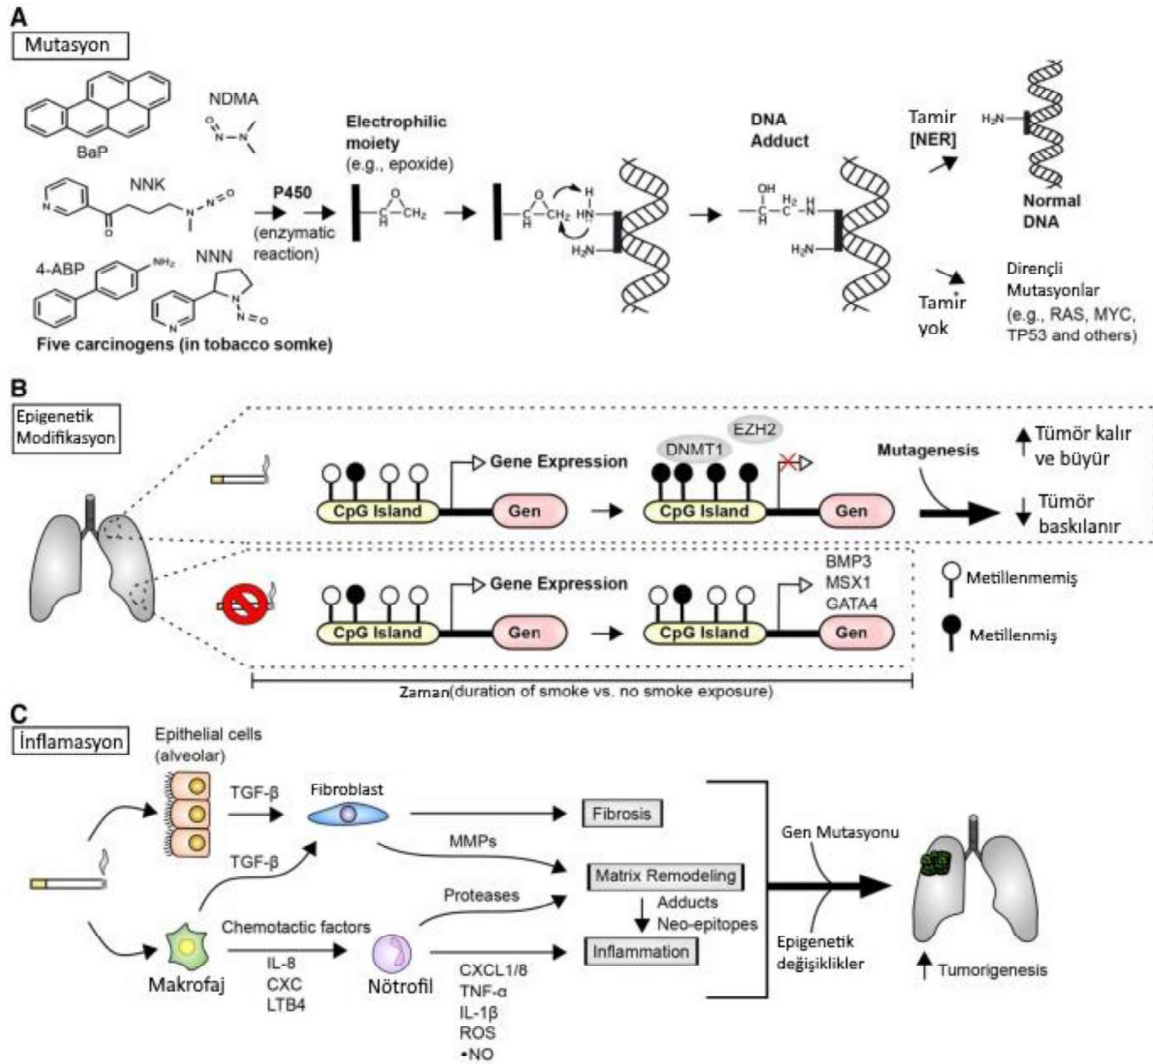 A
Mutasyon
BaP
NDMA
NNK
4-ABP
NNN
Five carcinogens (in tobacco somke)
P450
(enzymatic
reaction)
Electrophilic
moiety
(e.g., epoxide)
DNA
Adduct
Tamir
[NER]
Normal
DNA
Tamir
yok
Dirençli
Mutasyonlar
(e.g., RAS, MYC,
TP53 and others)
B
Epigenetik
Modifikasyon
Gene Expression
CpG Island
Gen
DNMT1
EZH2
CpG Island
Gen
Mutagenesis
Tümör kalır
ve büyür
Tümör
baskılanır
Gene Expression
CpG Island
Gen
BMP3
MSX1
GATA4
CpG Island
Gen
Metillenmemiş
Metillenmiş
Zaman(duration of smoke vs. no smoke exposure)
C
İnflamasyon
Epithelial cells
(alveolar)
TGF-β
Fibroblast
TGF-β
Fibrosis
MMPs
Matrix Remodeling
Proteases
Adducts
Neo-epitopes
Makrofaj
Chemotactic factors
IL-8
CXC
LTB4
Nötrofil
Inflammation
CXCL1/8
TNF-α
IL-1β
ROS
•NO
Gen Mutasyonu
Epigenetik
değişiklikler
Tumorigenesis